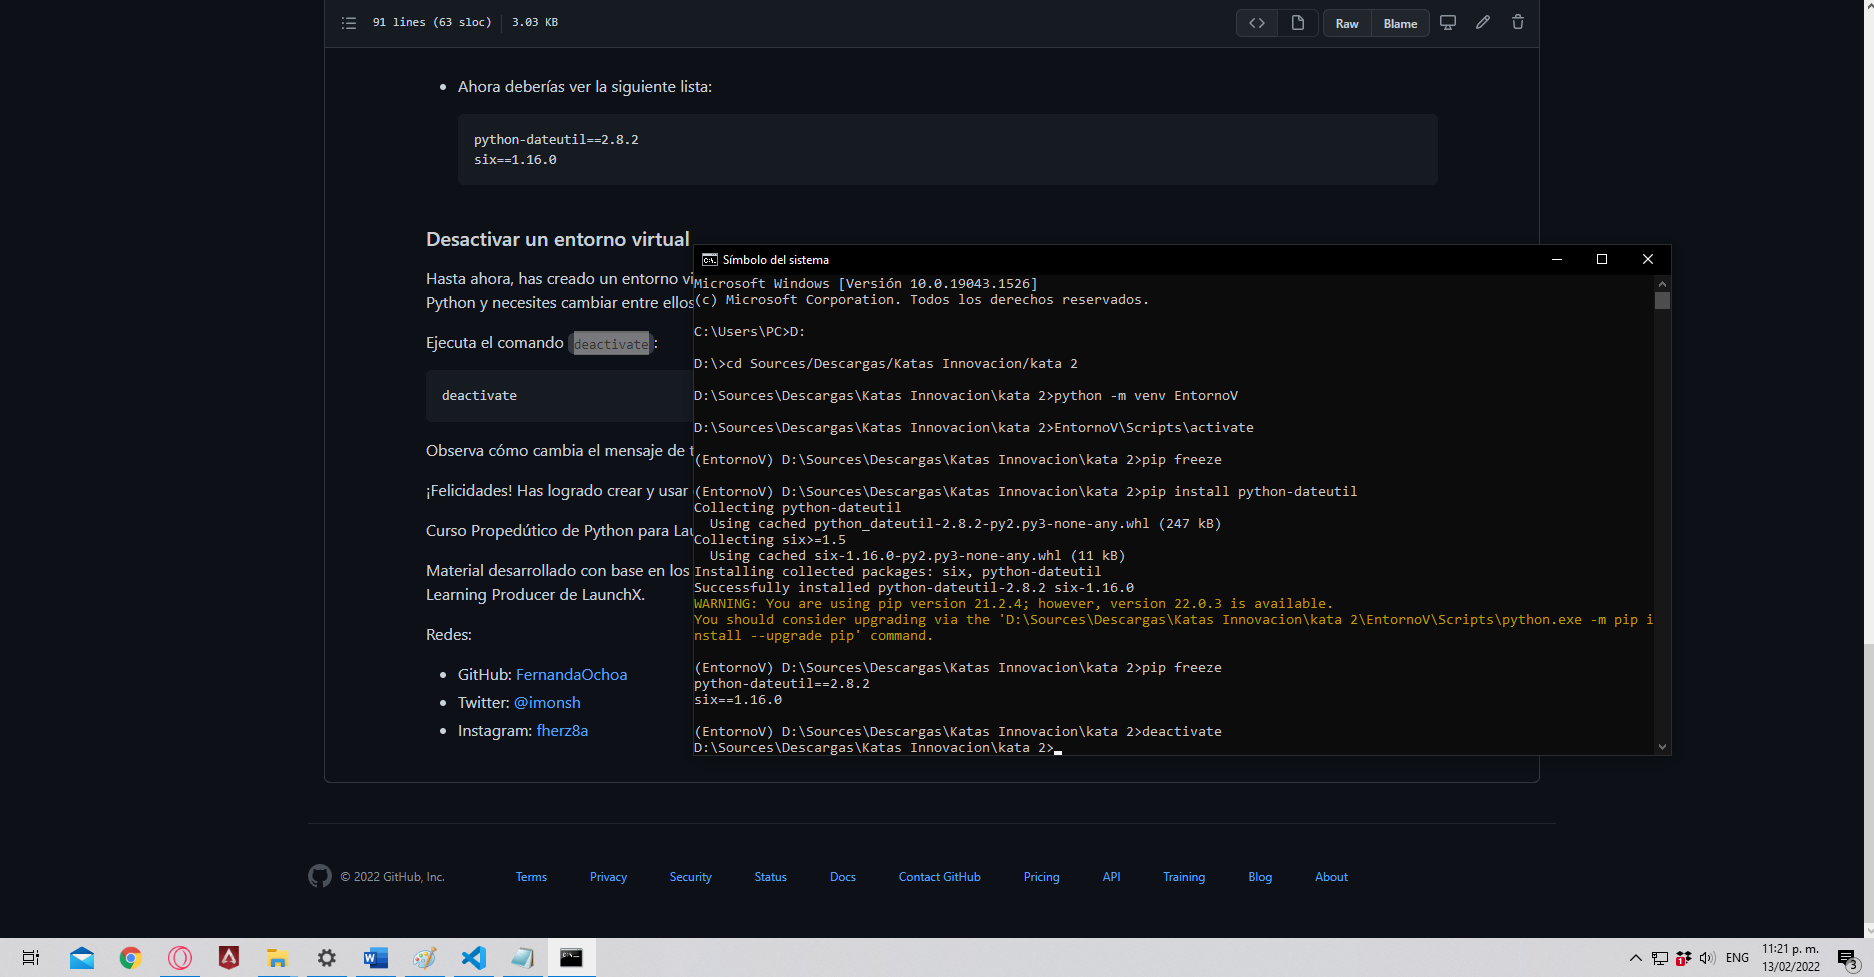 91 lines (63 sloc) 3.03 KB
Raw Blame
Ahora deberías ver la siguiente lista:
python-dateutil==2.8.2
six==1.16.0
Desactivar un entorno virtual
Hasta ahora, has creado un entorno vi
Python y necesites cambiar entre ellos
Ejecuta el comando deactivate:
deactivate
Observa cómo cambia el mensaje de t
¡Felicidades! Has logrado crear y usar
Curso Propedútico de Python para Lau
Material desarrollado con base en los
Learning Producer de LaunchX.
Redes:
GitHub: FernandaOchoa
Twitter: @imonsh
Instagram: fherz8a
Símbolo del sistema
Microsoft Windows [Versión 10.0.19043.1526]
(c) Microsoft Corporation. Todos los derechos reservados.
C:\Users\PC>D:
D:\>cd Sources/Descargas/Katas Innovacion/kata 2
D:\Sources\Descargas\Katas Innovacion\kata 2>python -m venv EntornoV
D:\Sources\Descargas\Katas Innovacion\kata 2>EntornoV\Scripts\activate
(EntornoV) D:\Sources\Descargas\Katas Innovacion\kata 2>pip freeze
(EntornoV) D:\Sources\Descargas\Katas Innovacion\kata 2>pip install python-dateutil
Collecting python-dateutil
Using cached python_dateutil-2.8.2-py2.py3-none-any.whl (247 kB)
Collecting six>=1.5
Using cached six-1.16.0-py2.py3-none-any.whl (11 kB)
Installing collected packages: six, python-dateutil
Successfully installed python-dateutil-2.8.2 six-1.16.0
WARNING: You are using pip version 21.2.4; however, version 22.0.3 is available.
You should consider upgrading via the 'D:\Sources\Descargas\Katas Innovacion\kata 2\EntornoV\Scripts\python.exe -m pip i
nstall --upgrade pip' command.
(EntornoV) D:\Sources\Descargas\Katas Innovacion\kata 2>pip freeze
python-dateutil==2.8.2
six==1.16.0
(EntornoV) D:\Sources\Descargas\Katas Innovacion\kata 2>deactivate
D:\Sources\Descargas\Katas Innovacion\kata 2>
© 2022 GitHub, Inc. Terms Privacy Security Status Docs Contact GitHub Pricing API Training Blog About
ENG
11:21 p. m.
13/02/2022
3